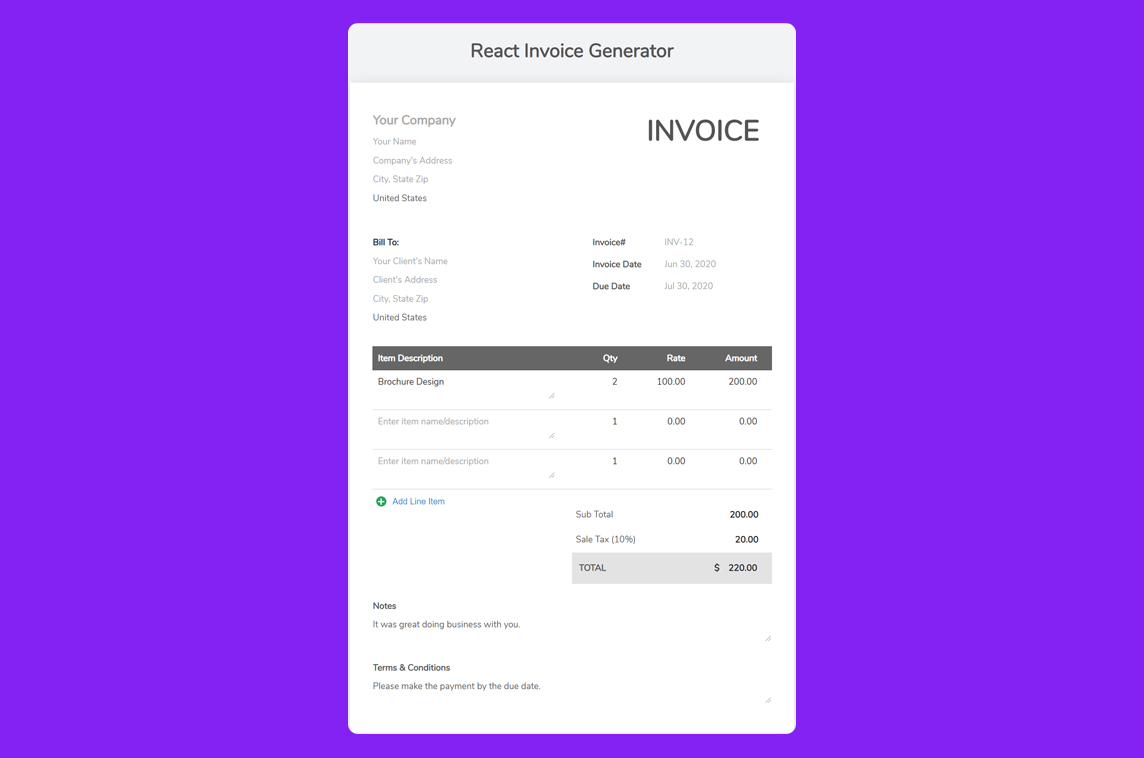 React Invoice Generator
Your Company
INVOICE
Your Name
Company's Address
City, State Zip
United States
Bill To:
Your Client's Name
Client's Address
City, State Zip
United States
Invoice# INV-12
Invoice Date Jun 30, 2020
Due Date Jul 30, 2020
Item Description Qty Rate Amount
Brochure Design 2 100.00 200.00
Enter item name/description 1 0.00 0.00
Enter item name/description 1 0.00 0.00
Add Line Item
Sub Total 200.00
Sale Tax (10%) 20.00
TOTAL $ 220.00
Notes
It was great doing business with you.
Terms & Conditions
Please make the payment by the due date.